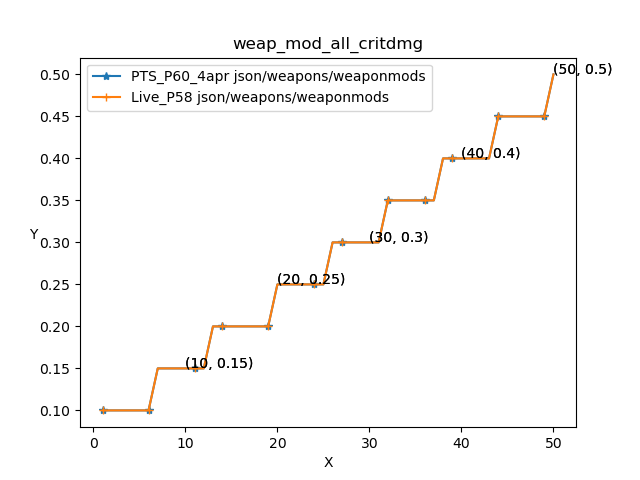 weap_mod_all_critdmg
PTS_P60_4apr json/weapons/weaponmods
Live_P58 json/weapons/weaponmods
0.50
0.45
0.40
0.35
0.30
0.25
0.20
0.15
0.10
Y
(50, 0.5)
(40, 0.4)
(30, 0.3)
(20, 0.25)
(10, 0.15)
0 10 20 30 40 50
X